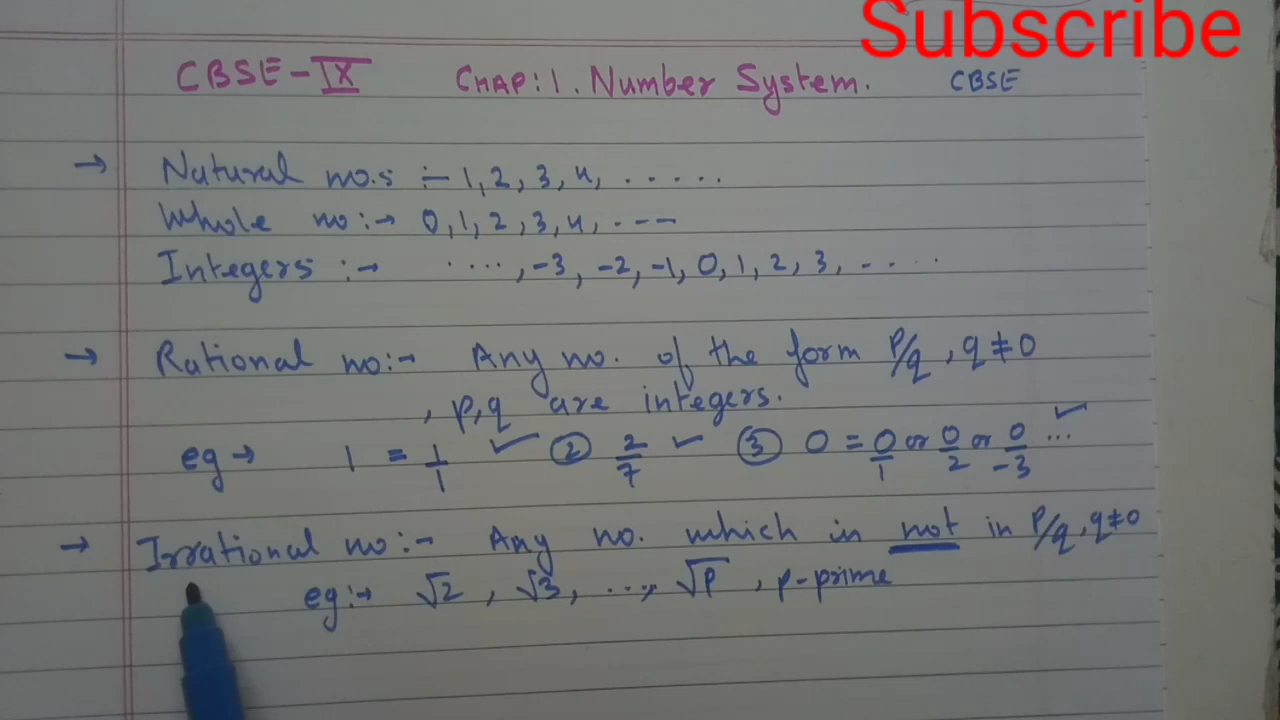 Subscribe
CBSE-IX CHAP:1. Number System. CBSE
→ Natural no.s :- 1, 2, 3, 4, .....
Whole no :→ 0, 1, 2, 3, 4, .---
Integers :→ ...., -3, -2, -1, 0, 1, 2, 3, ....
→ Rational no:→ Any no. of the form P/q, q≠0
, p,q are integers.
eg → 1 = 1/1 ✓ ② 2/7 ✓ ③ 0 = 0/1 or 0/2 or 0/-3 ... ✓
→ Irrational no:- Any no. which in not in P/q, q≠0
eg:→ √2, √3, ..., √P, p-prime